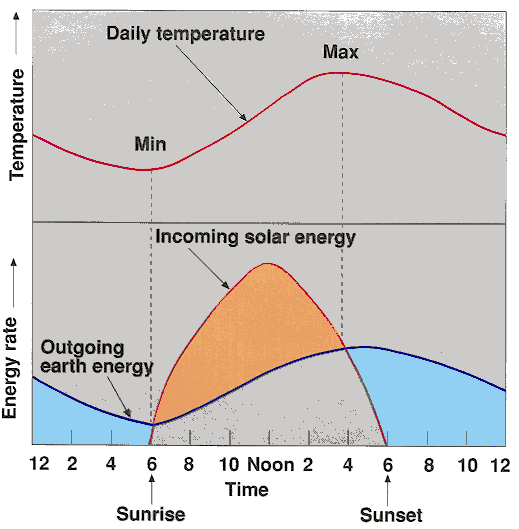 Daily temperature
Max
Min
Temperature
Incoming solar energy
Outgoing
earth energy
Energy rate
12 2 4 6 8 10 Noon 2 4 6 8 10 12
Time
Sunrise
Sunset